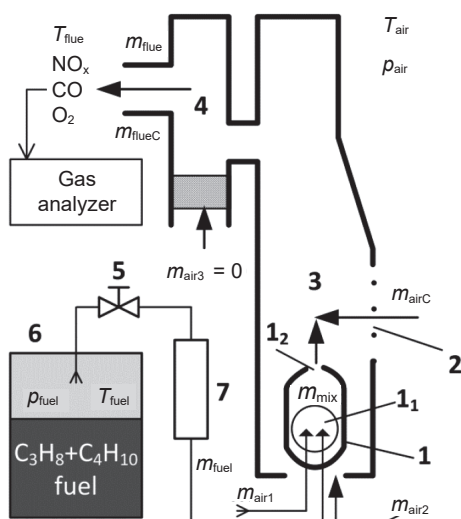 T_flue
NO_x
CO
O_2
Gas
analyzer
m_flue
4
m_flueC
m_air3 = 0
T_air
p_air
3
m_airC
2
1_2
m_mix
1_1
1
5
6
7
p_fuel T_fuel
C_3H_8+C_4H_10
fuel
m_fuel
m_air1
m_air2